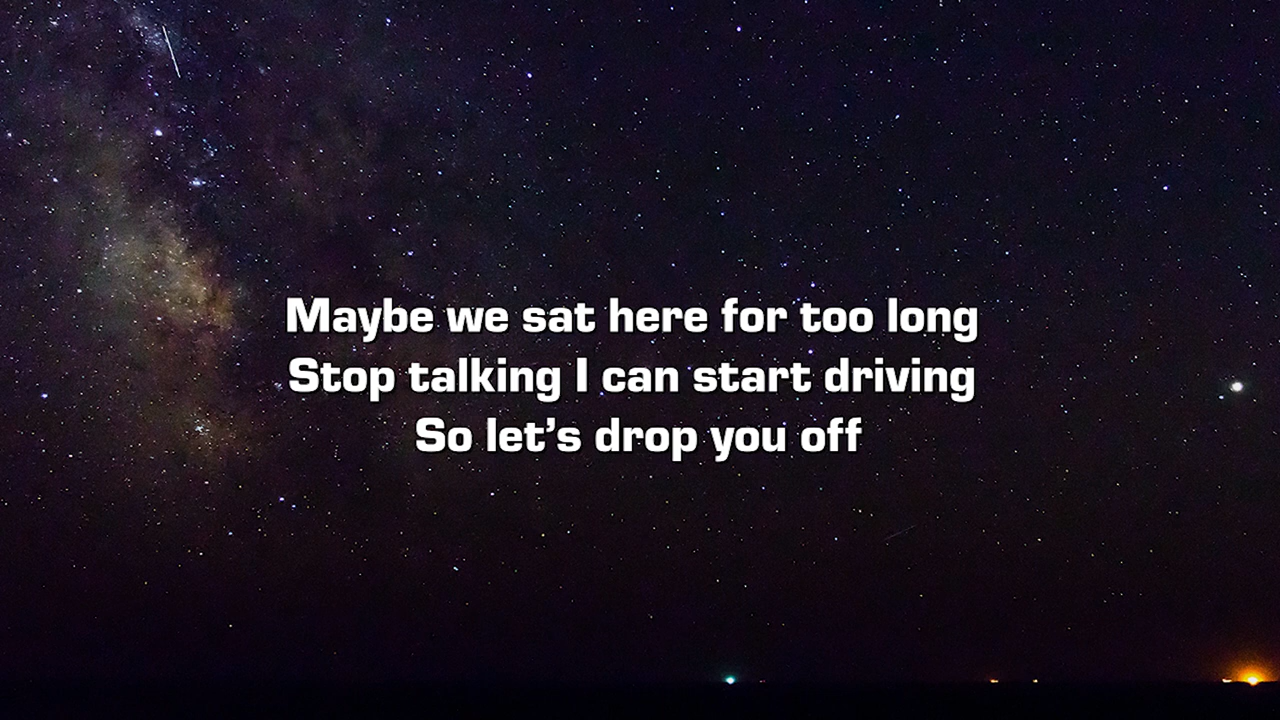 Maybe we sat here for too long
Stop talking I can start driving
So let’s drop you off